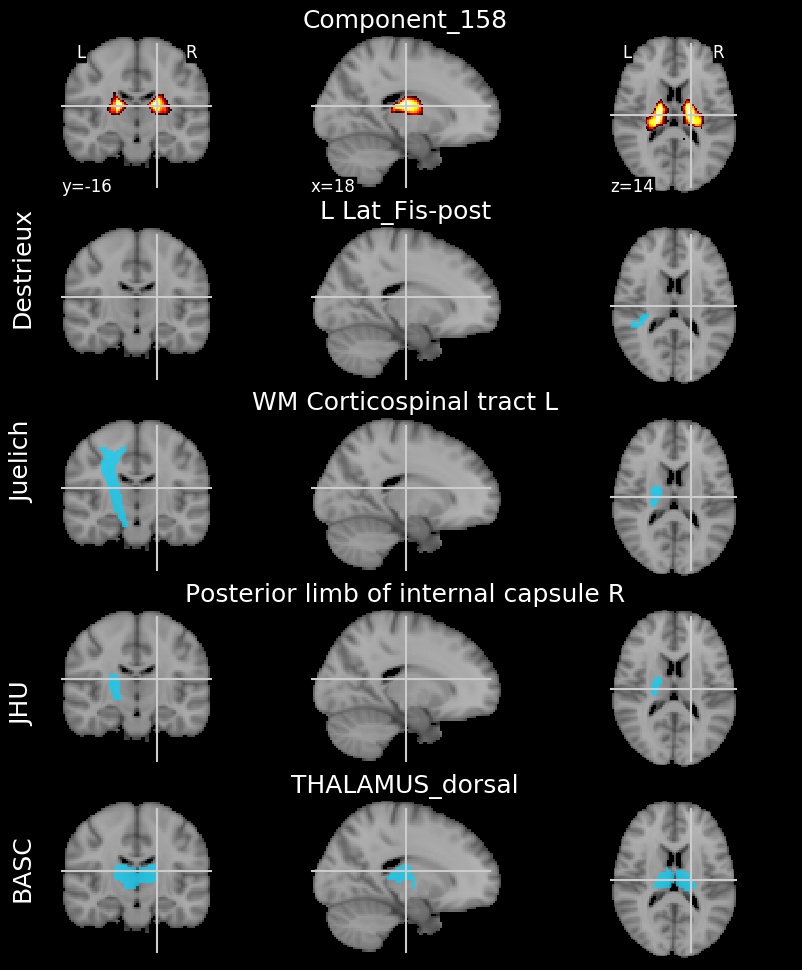 Component_158
L R
L R
y=-16
x=18
z=14
Destrieux
L Lat_Fis-post
Juelich
WM Corticospinal tract L
JHU
Posterior limb of internal capsule R
BASC
THALAMUS_dorsal